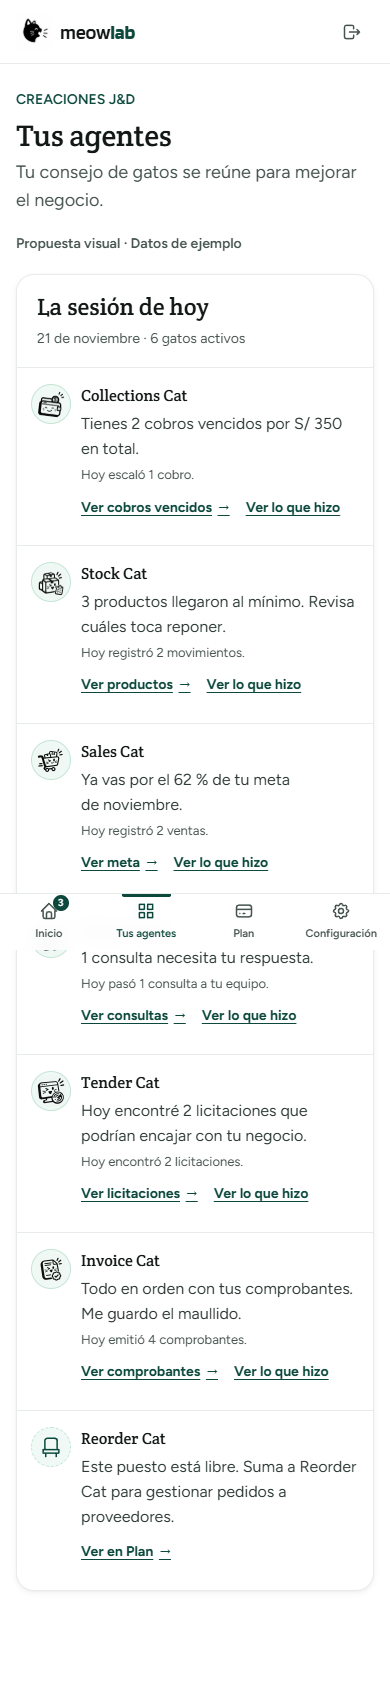 meowlab
CREACIONES J&D
Tus agentes
Tu consejo de gatos se reúne para mejorar
el negocio.
Propuesta visual · Datos de ejemplo
La sesión de hoy
21 de noviembre · 6 gatos activos
Collections Cat
Tienes 2 cobros vencidos por S/ 350
en total.
Hoy escaló 1 cobro.
Ver cobros vencidos → Ver lo que hizo
Stock Cat
3 productos llegaron al mínimo. Revisa
cuáles toca reponer.
Hoy registró 2 movimientos.
Ver productos → Ver lo que hizo
Sales Cat
Ya vas por el 62 % de tu meta
de noviembre.
Hoy registró 2 ventas.
Ver meta → Ver lo que hizo
3
Inicio Tus agentes Plan Configuración
1 consulta necesita tu respuesta.
Hoy pasó 1 consulta a tu equipo.
Ver consultas → Ver lo que hizo
Tender Cat
Hoy encontré 2 licitaciones que
podrían encajar con tu negocio.
Hoy encontró 2 licitaciones.
Ver licitaciones → Ver lo que hizo
Invoice Cat
Todo en orden con tus comprobantes.
Me guardo el maullido.
Hoy emitió 4 comprobantes.
Ver comprobantes → Ver lo que hizo
Reorder Cat
Este puesto está libre. Suma a Reorder
Cat para gestionar pedidos a
proveedores.
Ver en Plan →